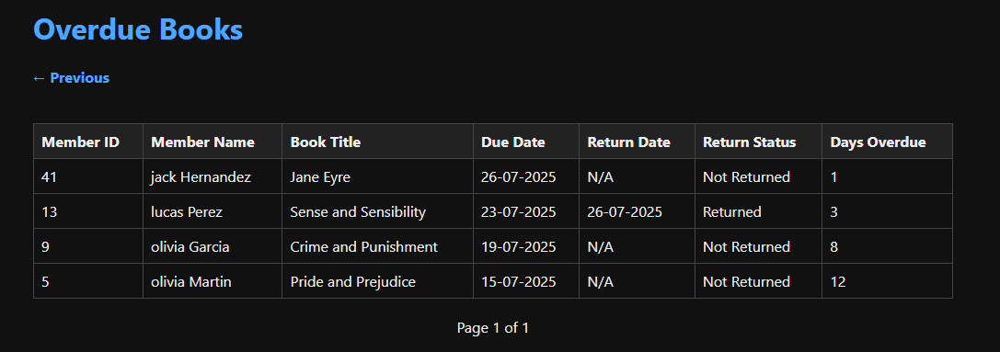 Overdue Books
← Previous
Member ID Member Name Book Title Due Date Return Date Return Status Days Overdue
41 jack Hernandez Jane Eyre 26-07-2025 N/A Not Returned 1
13 lucas Perez Sense and Sensibility 23-07-2025 26-07-2025 Returned 3
9 olivia Garcia Crime and Punishment 19-07-2025 N/A Not Returned 8
5 olivia Martin Pride and Prejudice 15-07-2025 N/A Not Returned 12
Page 1 of 1